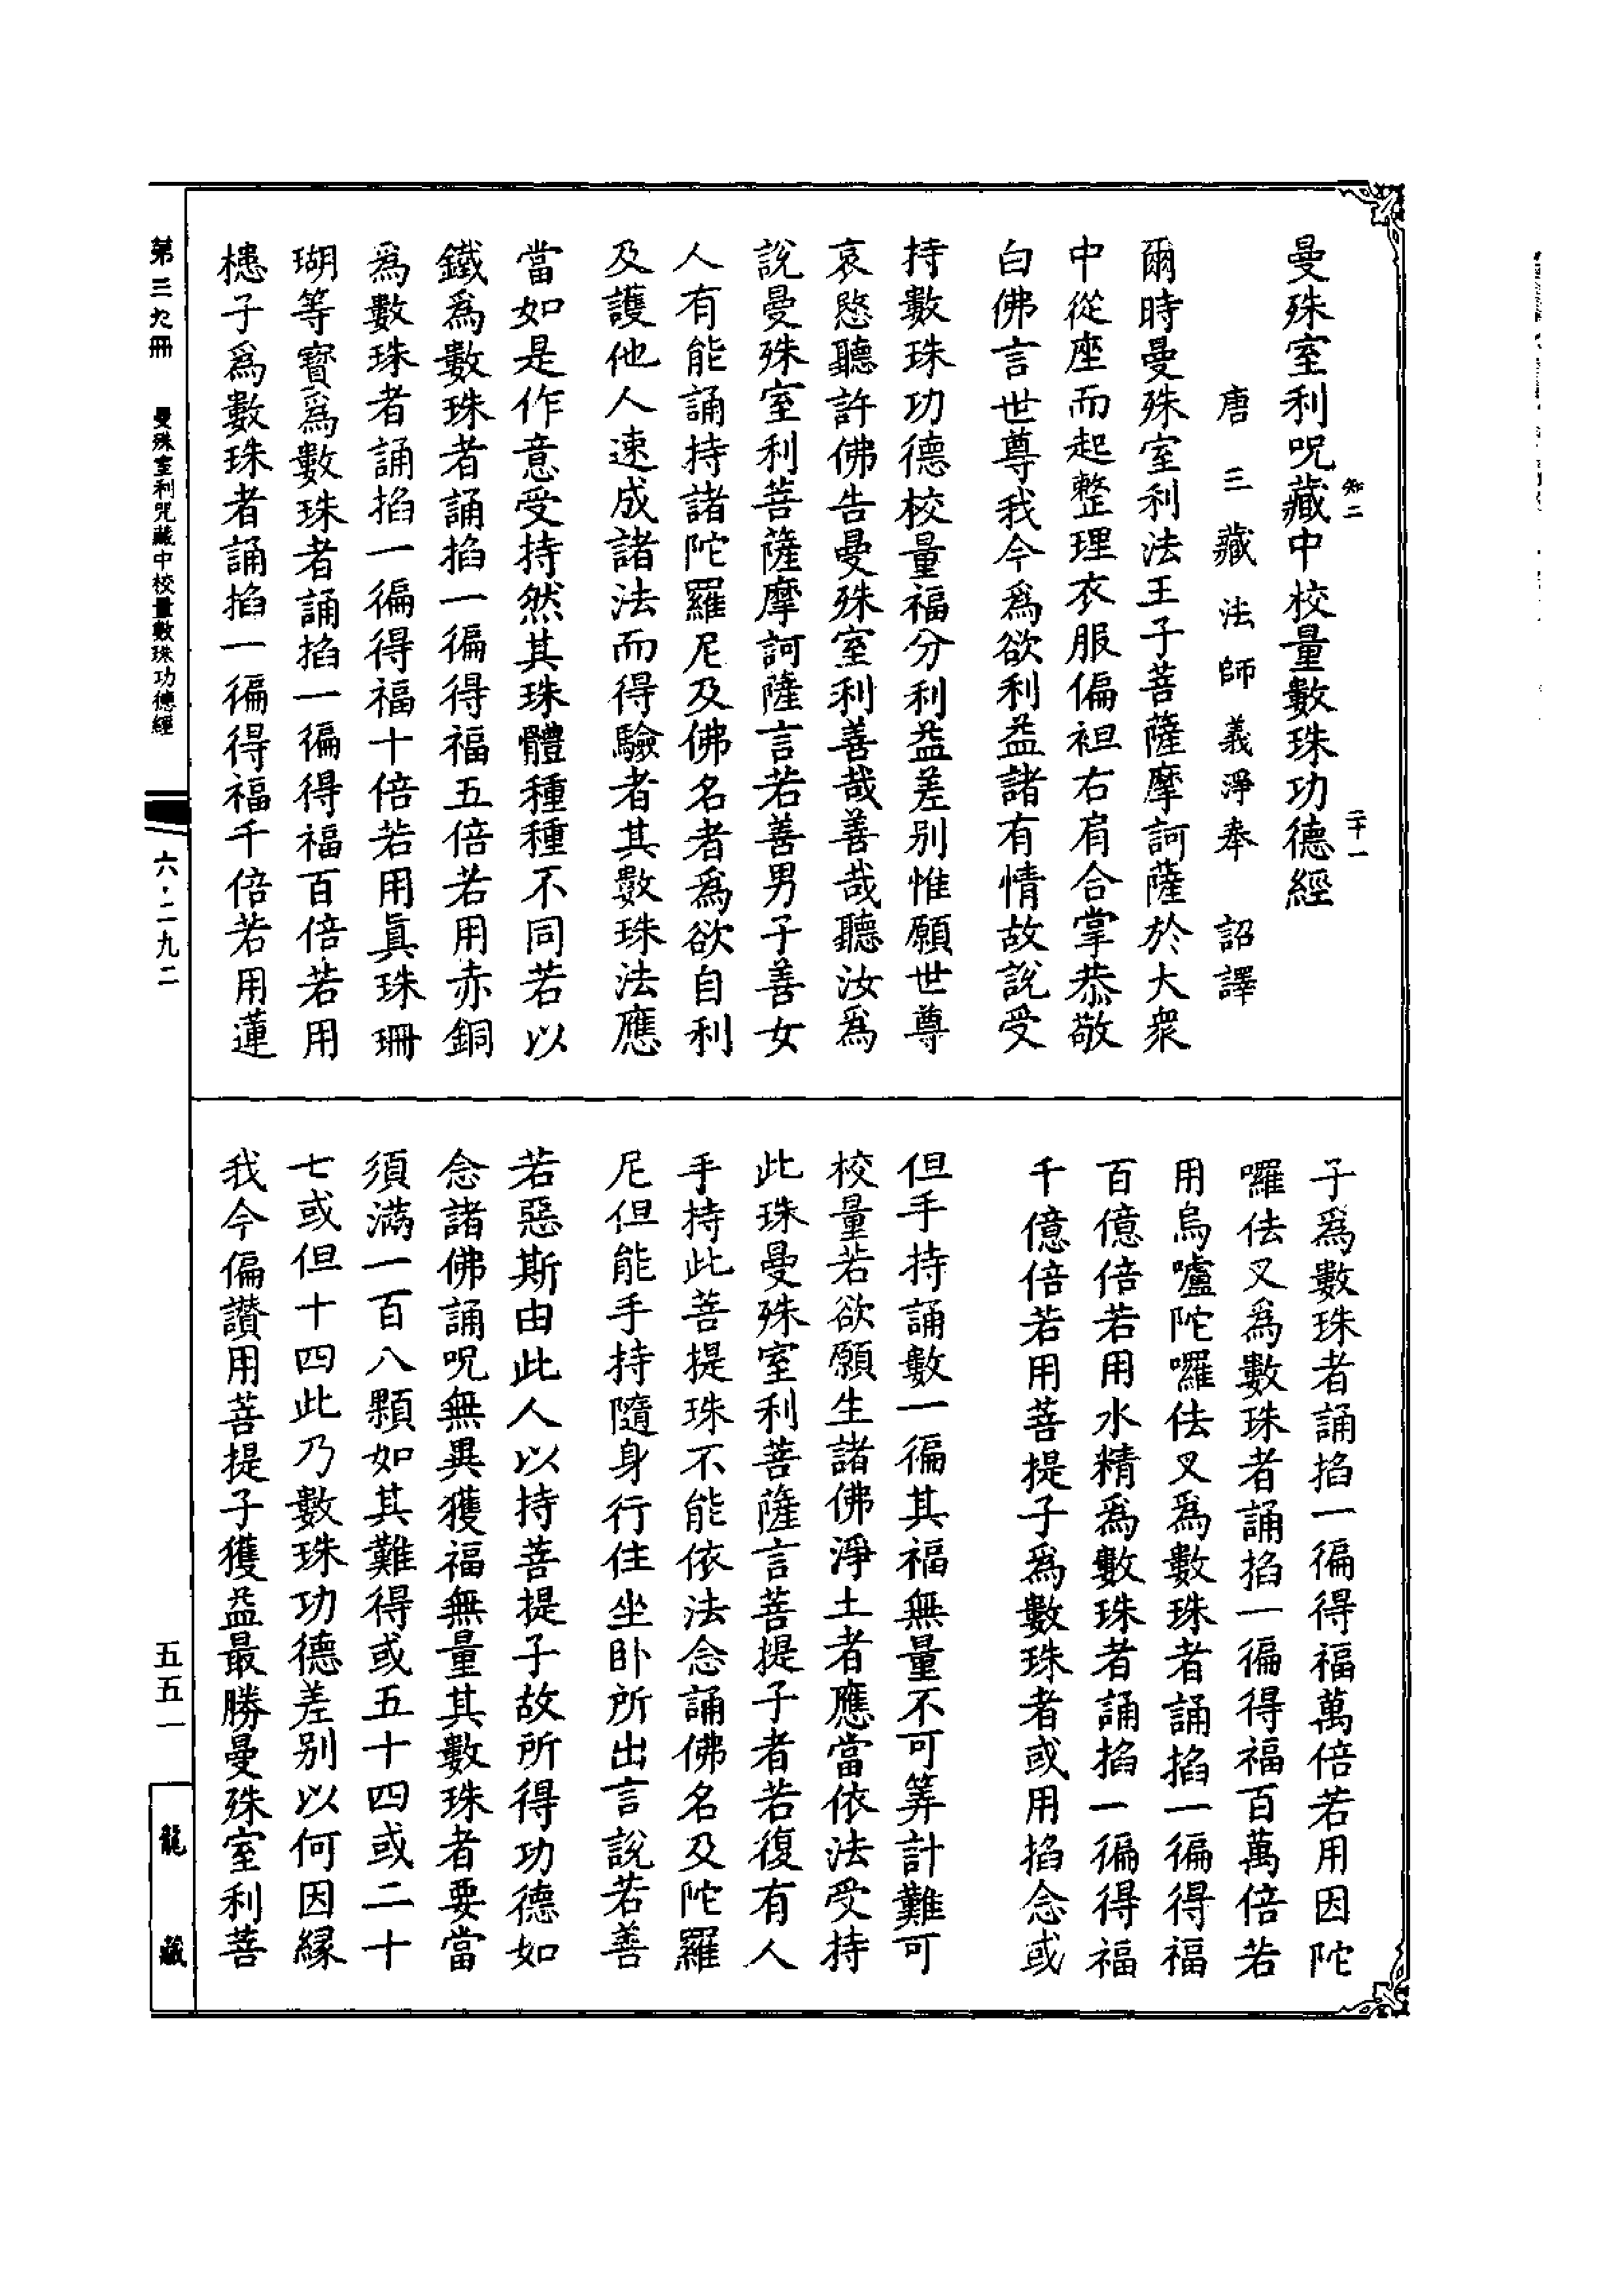 知二
二十一
曼殊室利呪藏中校量數珠功德經
唐三藏法師義淨奉 詔譯
爾時曼殊室利法王子菩薩摩訶薩於大衆
中從座而起整理衣服偏袒右肩合掌恭敬
白佛言世尊我今爲欲利益諸有情故說受
持數珠功德校量福分利益差別惟願世尊
哀愍聽許佛告曼殊室利善哉善哉聽汝爲
說曼殊室利菩薩摩訶薩言若善男子善女
人有能誦持諸陀羅尼及佛名者爲欲自利
及護他人速成諸法而得驗者其數珠法應
當如是作意受持然其珠體種種不同若以
鐵爲數珠者誦掐一徧得福五倍若用赤銅
爲數珠者誦掐一徧得福十倍若用眞珠珊
瑚等寶爲數珠者誦掐一徧得福百倍若用
槵子爲數珠者誦掐一徧得福千倍若用蓮
子爲數珠者誦掐一徧得福萬倍若用因陀
囉佉叉爲數珠者誦掐一徧得福百萬倍若
用烏嚧陀囉佉叉爲數珠者誦掐一徧得福
百億倍若用水精爲數珠者誦掐一徧得福
千億倍若用菩提子爲數珠者或用掐念或
但手持誦數一徧其福無量不可筭計難可
校量若欲願生諸佛淨土者應當依法受持
此珠曼殊室利菩薩言菩提子者若復有人
手持此菩提珠不能依法念誦佛名及陀羅
尼但能手持隨身行住坐卧所出言說若善
若惡斯由此人以持菩提子故所得功德如
念諸佛誦呪無異獲福無量其數珠者要當
須滿一百八顆如其難得或五十四或二十
七或但十四此乃數珠功德差別以何因緣
我今偏讚用菩提子獲益最勝曼殊室利菩
第三九冊 曼殊室利咒藏中校量數珠功德經
六·二九二
五五一
龍藏